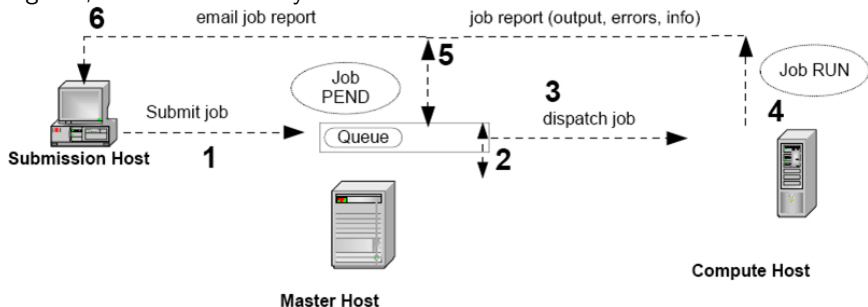 6
email job report
job report (output, errors, info)
5
Job
PEND
Job RUN
Submit job
3
dispatch job
4
Queue
1
2
Submission Host
Compute Host
Master Host